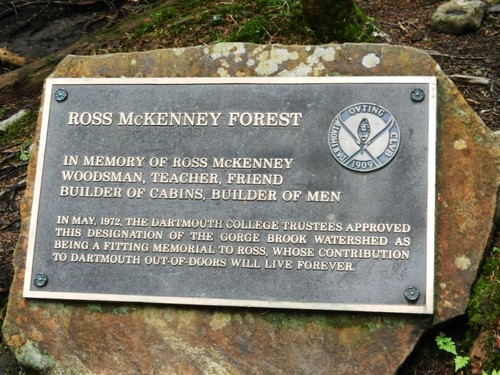 ROSS McKENNEY FOREST
DARTMOUTH OUTING CLUB
1909
IN MEMORY OF ROSS McKENNEY
WOODSMAN, TEACHER, FRIEND
BUILDER OF CABINS, BUILDER OF MEN
IN MAY, 1972, THE DARTMOUTH COLLEGE TRUSTEES APPROVED
THIS DESIGNATION OF THE GORGE BROOK WATERSHED AS
BEING A FITTING MEMORIAL TO ROSS, WHOSE CONTRIBUTION
TO DARTMOUTH OUT-OF-DOORS WILL LIVE FOREVER.